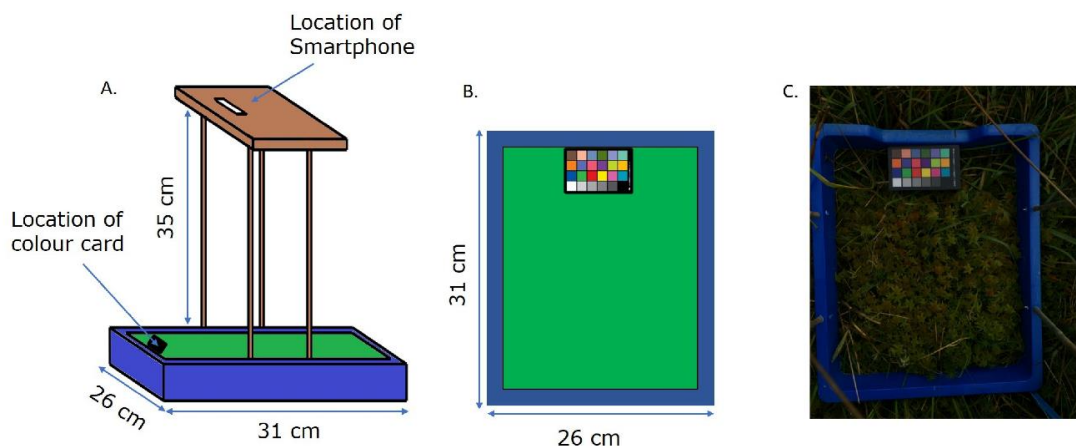 Location of
Smartphone
A.
35 cm
Location of
colour card
26 cm
31 cm
B.
31 cm
26 cm
C.